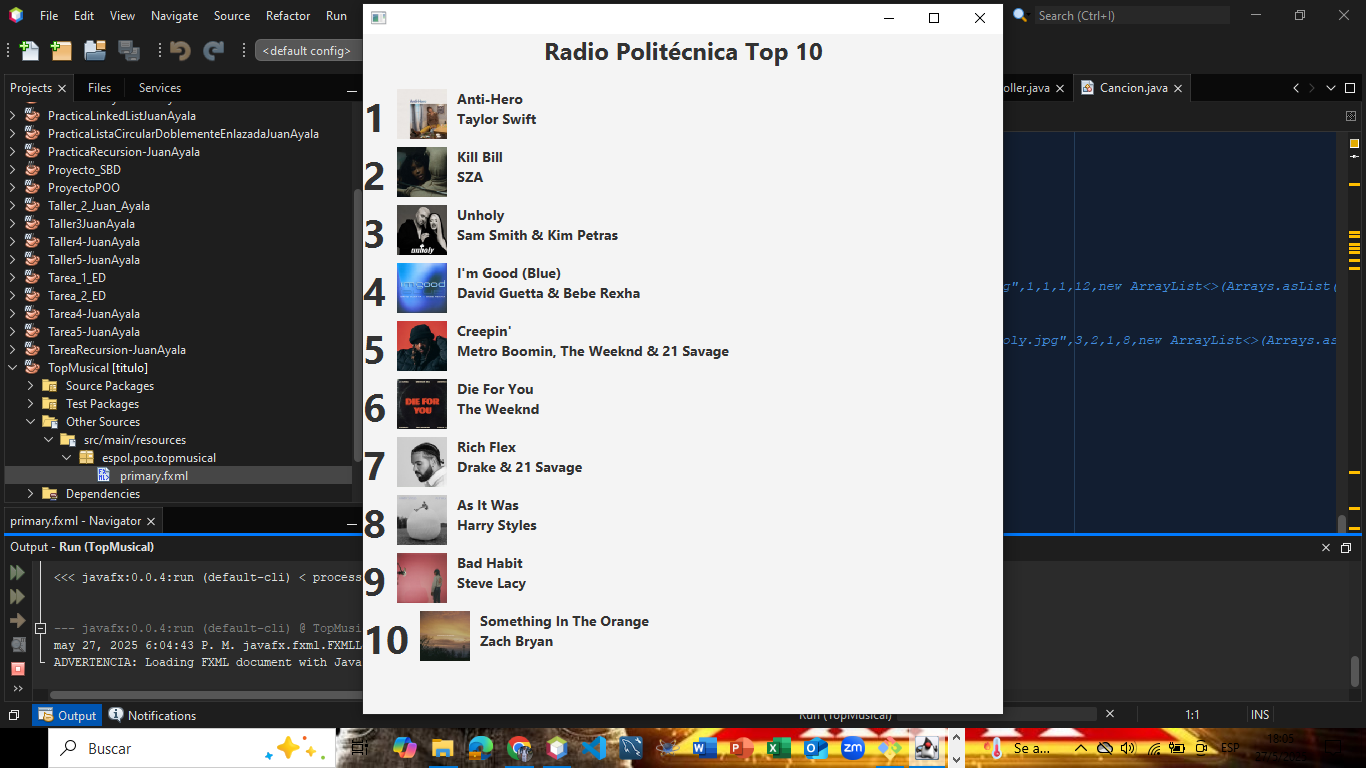 File Edit View Navigate Source Refactor Run
Search (Ctrl+I)
<default config>
Radio Politécnica Top 10
Projects Files Services
oller.java Cancion.java
PracticaLinkedListJuanAyala
PracticaListaCircularDoblementeEnlazadaJuanAyala
PracticaRecursion-JuanAyala
Proyecto_SBD
ProyectoPOO
Taller_2_Juan_Ayala
Taller3JuanAyala
Taller4-JuanAyala
Taller5-JuanAyala
Tarea_1_ED
Tarea_2_ED
Tarea4-JuanAyala
Tarea5-JuanAyala
TareaRecursion-JuanAyala
TopMusical [titulo]
Source Packages
Test Packages
Other Sources
src/main/resources
espol.poo.topmusical
primary.fxml
Dependencies
1
Anti-Hero
Taylor Swift
2
Kill Bill
SZA
3
unholy
Unholy
Sam Smith & Kim Petras
4
I'm Good (Blue)
David Guetta & Bebe Rexha
5
Creepin'
Metro Boomin, The Weeknd & 21 Savage
6
DIE FOR
YOU
Die For You
The Weeknd
7
Rich Flex
Drake & 21 Savage
8
As It Was
Harry Styles
9
Bad Habit
Steve Lacy
10
Something In The Orange
Zach Bryan
g",1,1,1,12,new ArrayList<>(Arrays.asList(
oly.jpg",3,2,1,8,new ArrayList<>(Arrays.as
primary.fxml - Navigator
Output - Run (TopMusical)
<<< javafx:0.0.4:run (default-cli) < process
--- javafx:0.0.4:run (default-cli) @ TopMusi
may 27, 2025 6:04:43 P. M. javafx.fxml.FXMLL
ADVERTENCIA: Loading FXML document with Java
Output Notifications
Run (TopMusical)
1:1 INS
Buscar
Se a...
ESP
18:05